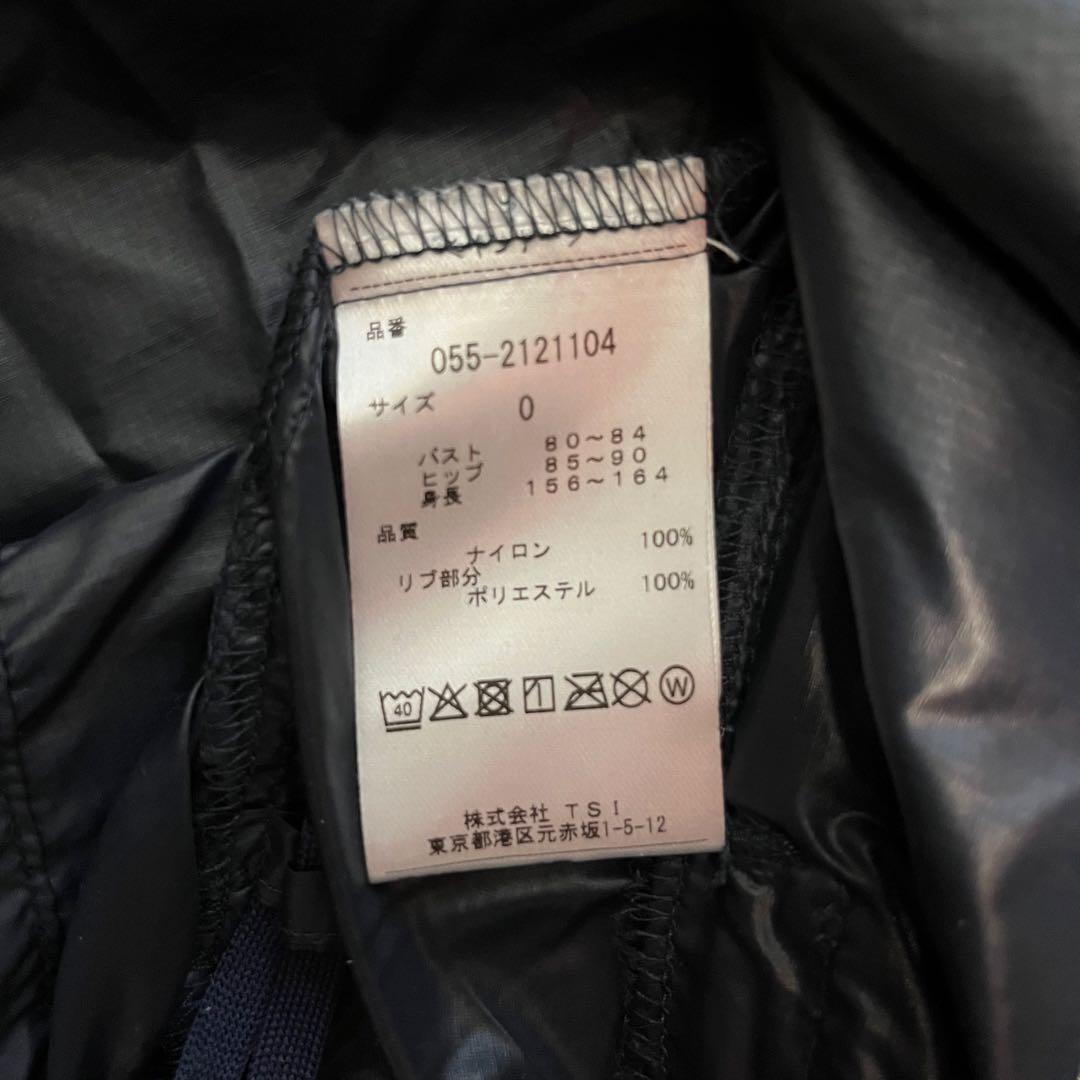 品番
055-2121104
サイズ 0
バスト 80～84
ヒップ 85～90
身長 156～164
品質
ナイロン 100%
リブ部分
ポリエステル 100%
40 W
株式会社 TSI
東京都港区元赤坂1-5-12